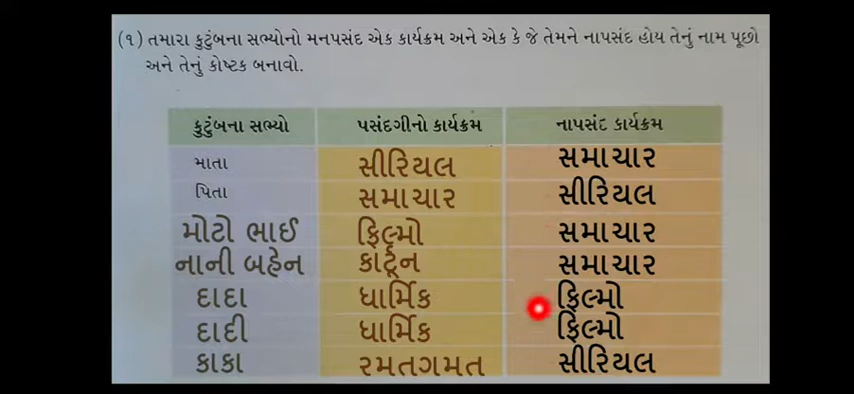 (૧) તમારા કુટુંબના સભ્યોનો મનપસંદ એક કાર્યક્રમ અને એક કે જે તેમને નાપસંદ હોય તેનું નામ પૂછો
અને તેનું કોષ્ટક બનાવો.
કુટુંબના સભ્યો પસંદગીનો કાર્યક્રમ નાપસંદ કાર્યક્રમ
માતા સીરિયલ સમાચાર
પિતા સમાચાર સીરિયલ
મોટો ભાઈ ફિલ્મો સમાચાર
નાની બહેન કાર્ટૂન સમાચાર
દાદા ધાર્મિક ફિલ્મો
દાદી ધાર્મિક ફિલ્મો
કાકા રમતગમત સીરિયલ